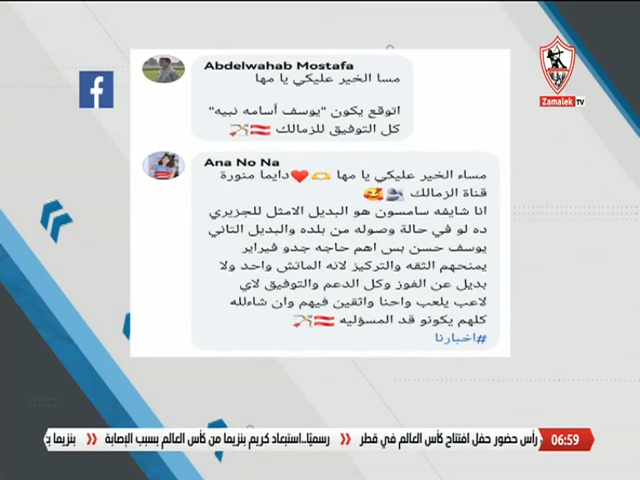 Abdelwahab Mostafa
مسا الخير عليكي يا مها
اتوقع يكون "يوسف أسامه نبيه"
كل التوفيق للزمالك
Zamalek TV
Ana No Na
مساء الخير عليكي يا مها دايما منورة
قناة الزمالك
انا شايفه سامسون هو البديل الامثل للجزيري
ده لو في حالة وصوله من بلده والبديل التاني
يوسف حسن بس اهم حاجه جدو فيراير
يمنحهم الثقه والتركيز لانه الماتش واحد ولا
بديل عن الفوز وكل الدعم والتوفيق لاي
لاعب يلعب واحنا واثقين فيهم وان شاءلله
كلهم يكونو قد المسؤليه
#اخبارنا
رأس حضور حفل افتتاح كأس العالم في قطر » رسميًا..استبعاد كريم بنزيما من كأس العالم بسبب الإصابة » بنزيما
06:59